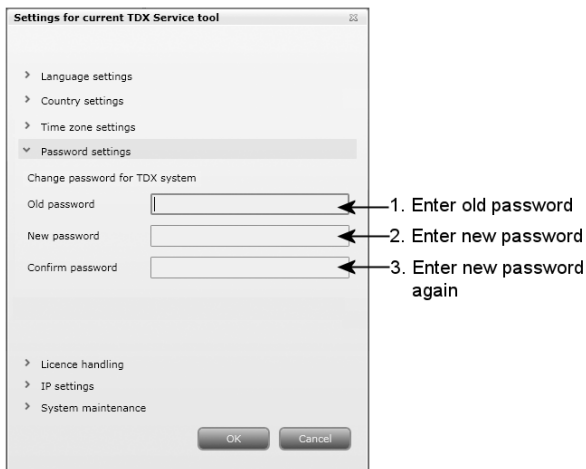 Settings for current TDX Service tool
Language settings
Country settings
Time zone settings
Password settings
Change password for TDX system
Old password
1. Enter old password
New password
2. Enter new password
Confirm password
3. Enter new password
again
Licence handling
IP settings
System maintenance
OK Cancel